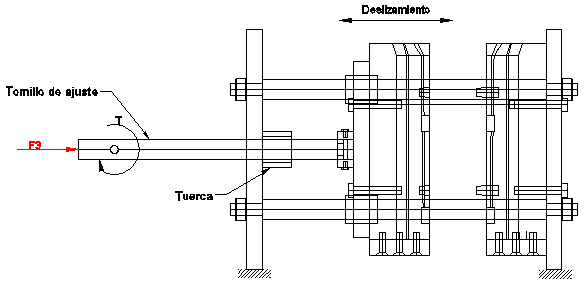 Deslizamiento
Tornillo de ajuste
T
F3
Tuerca